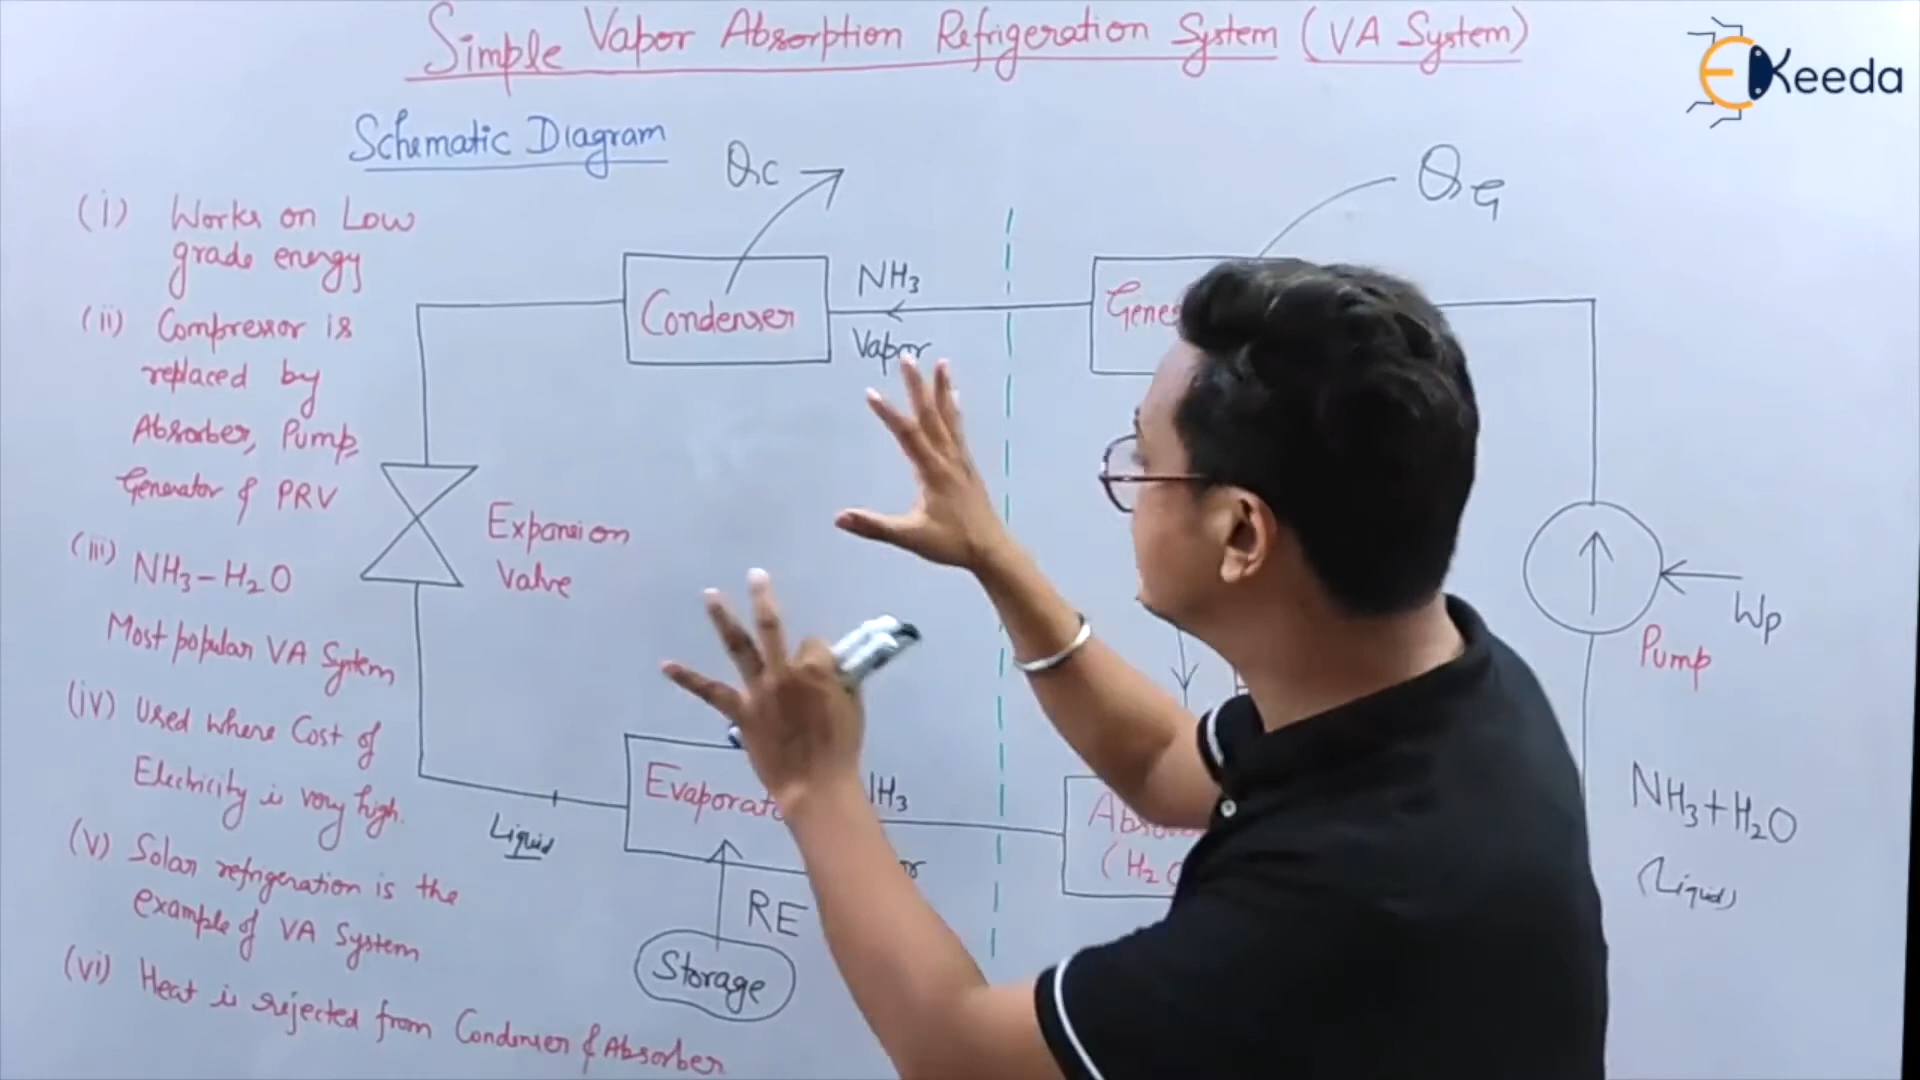 Simple Vapor Absorption Refrigeration System (VA System)
EKeeda
Schematic Diagram
(i) Works on Low
grade energy
(ii) Compressor is
replaced by
Absorber, Pump,
Generator & PRV
(iii) NH3-H2O
Most popular VA System
(iv) Used where Cost of
Electricity is very high.
(v) Solar refrigeration is the
example of VA System
(vi) Heat is rejected from Condenser & Absorber
QC
QG
Condenser
NH3
Vapor
Expansion
Valve
Wp
Pump
Liquid
RE
Storage
NH3+H2O
(Liquid)